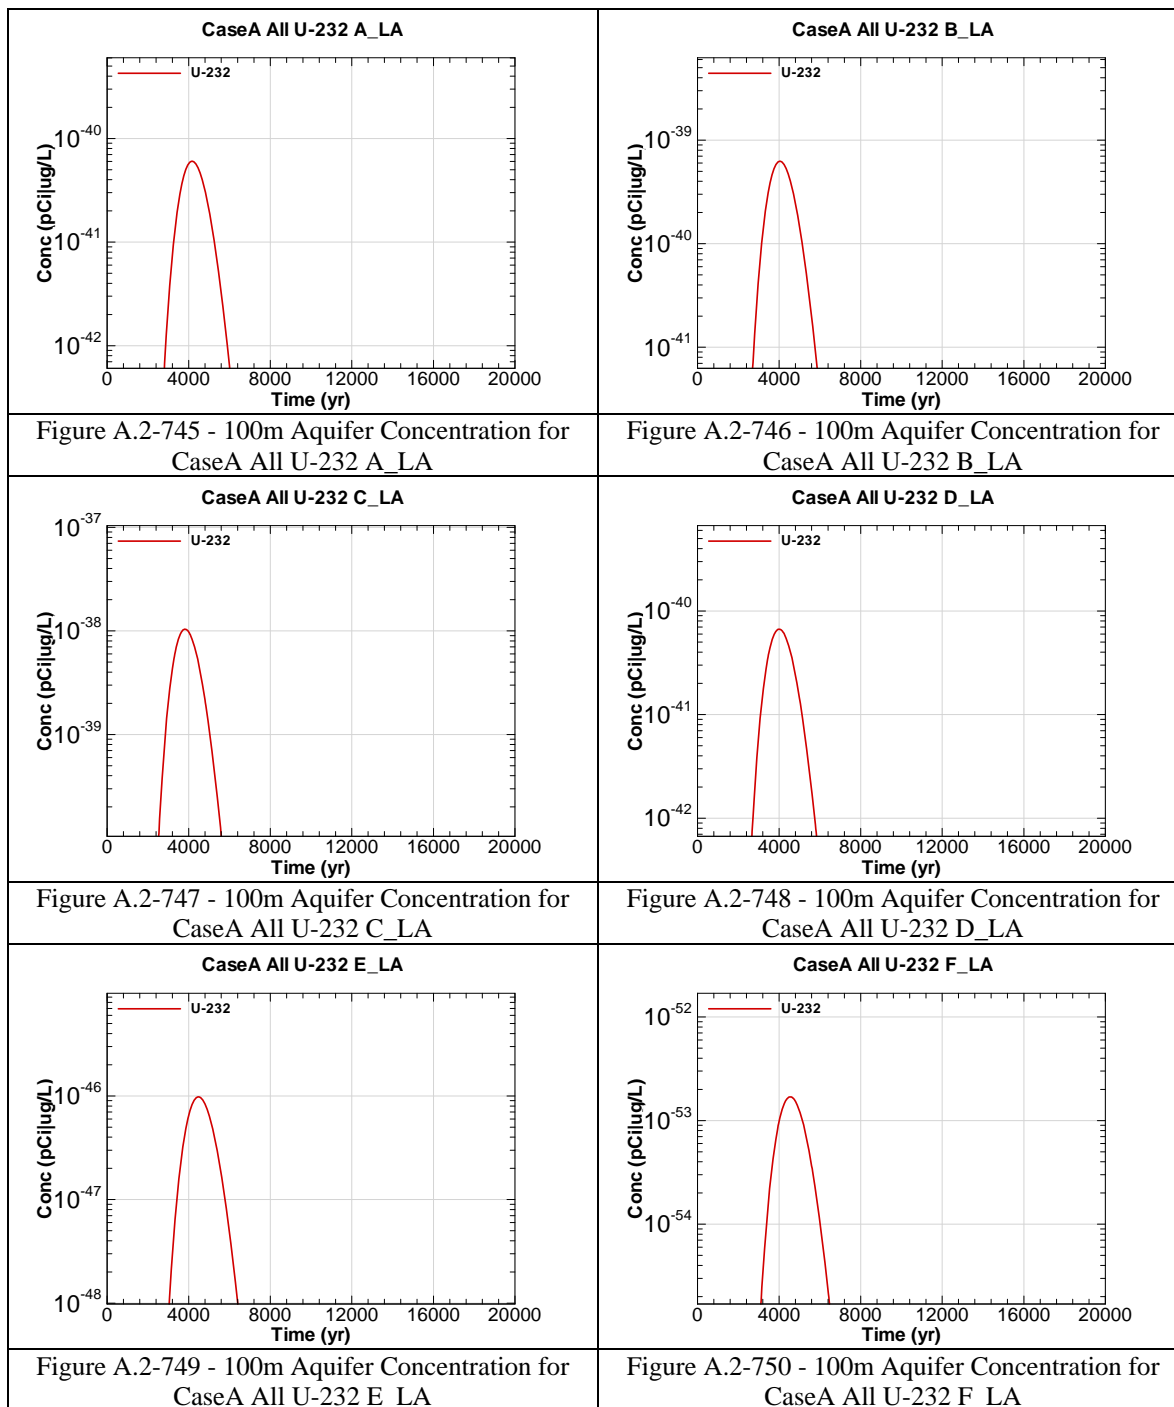 CaseA All U-232 A_LA
U-232
10-40
10-41
10-42
Conc (pCi|ug/L)
0 4000 8000 12000 16000 20000
Time (yr)
Figure A.2-745 - 100m Aquifer Concentration for
CaseA All U-232 A_LA
CaseA All U-232 B_LA
U-232
10-39
10-40
10-41
Conc (pCi|ug/L)
0 4000 8000 12000 16000 20000
Time (yr)
Figure A.2-746 - 100m Aquifer Concentration for
CaseA All U-232 B_LA
CaseA All U-232 C_LA
U-232
10-37
10-38
10-39
Conc (pCi|ug/L)
0 4000 8000 12000 16000 20000
Time (yr)
Figure A.2-747 - 100m Aquifer Concentration for
CaseA All U-232 C_LA
CaseA All U-232 D_LA
U-232
10-40
10-41
10-42
Conc (pCi|ug/L)
0 4000 8000 12000 16000 20000
Time (yr)
Figure A.2-748 - 100m Aquifer Concentration for
CaseA All U-232 D_LA
CaseA All U-232 E_LA
U-232
10-46
10-47
10-48
Conc (pCi|ug/L)
0 4000 8000 12000 16000 20000
Time (yr)
Figure A.2-749 - 100m Aquifer Concentration for
CaseA All U-232 E_LA
CaseA All U-232 F_LA
U-232
10-52
10-53
10-54
Conc (pCi|ug/L)
0 4000 8000 12000 16000 20000
Time (yr)
Figure A.2-750 - 100m Aquifer Concentration for
CaseA All U-232 F_LA